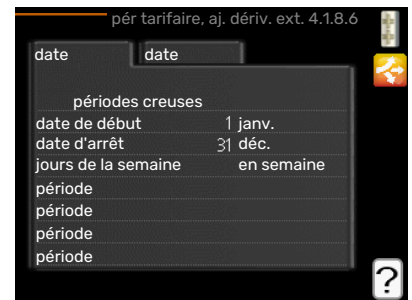 pér tarifaire, aj. dériv. ext. 4.1.8.6
date date
périodes creuses
date de début 1 janv.
date d'arrêt 31 déc.
jours de la semaine en semaine
période
période
période
période
?